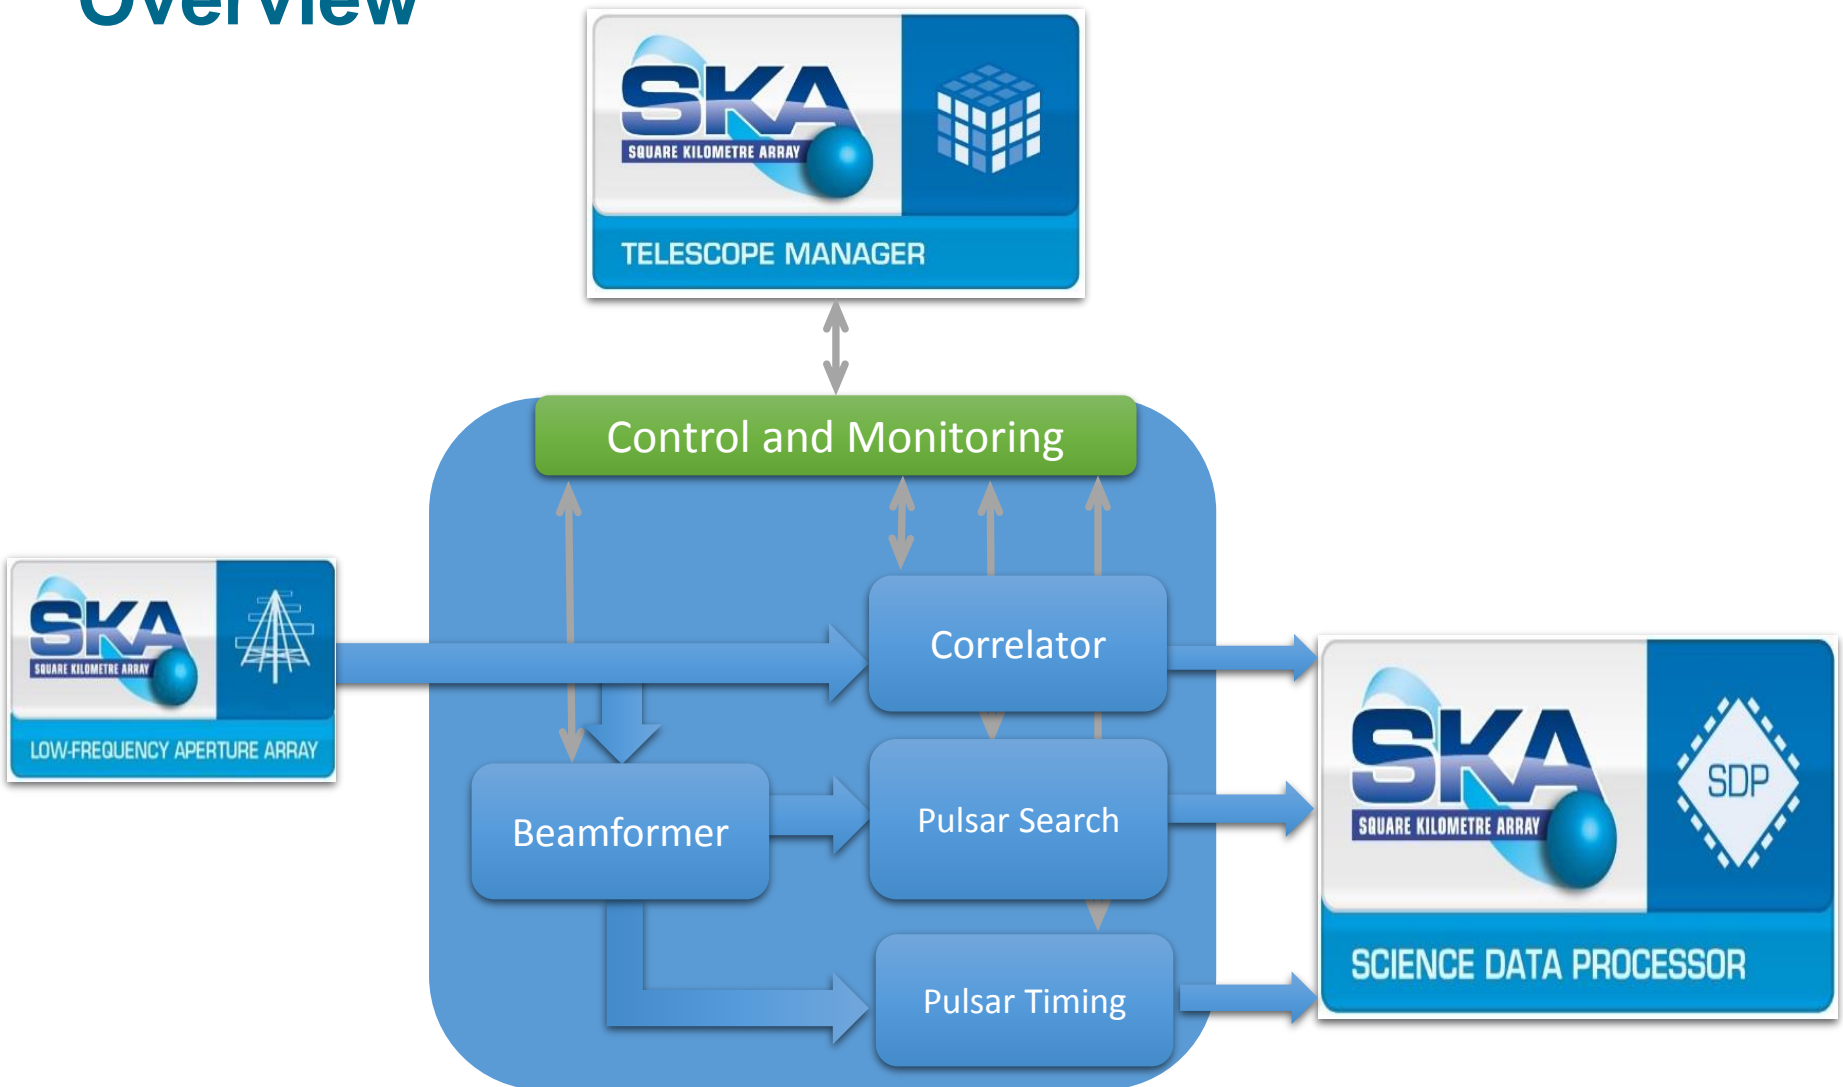 Overview
SKA
SQUARE KILOMETRE ARRAY
TELESCOPE MANAGER
Control and Monitoring
SKA
SQUARE KILOMETRE ARRAY
LOW-FREQUENCY APERTURE ARRAY
Correlator
Beamformer
Pulsar Search
Pulsar Timing
SKA
SQUARE KILOMETRE ARRAY
SDP
SCIENCE DATA PROCESSOR